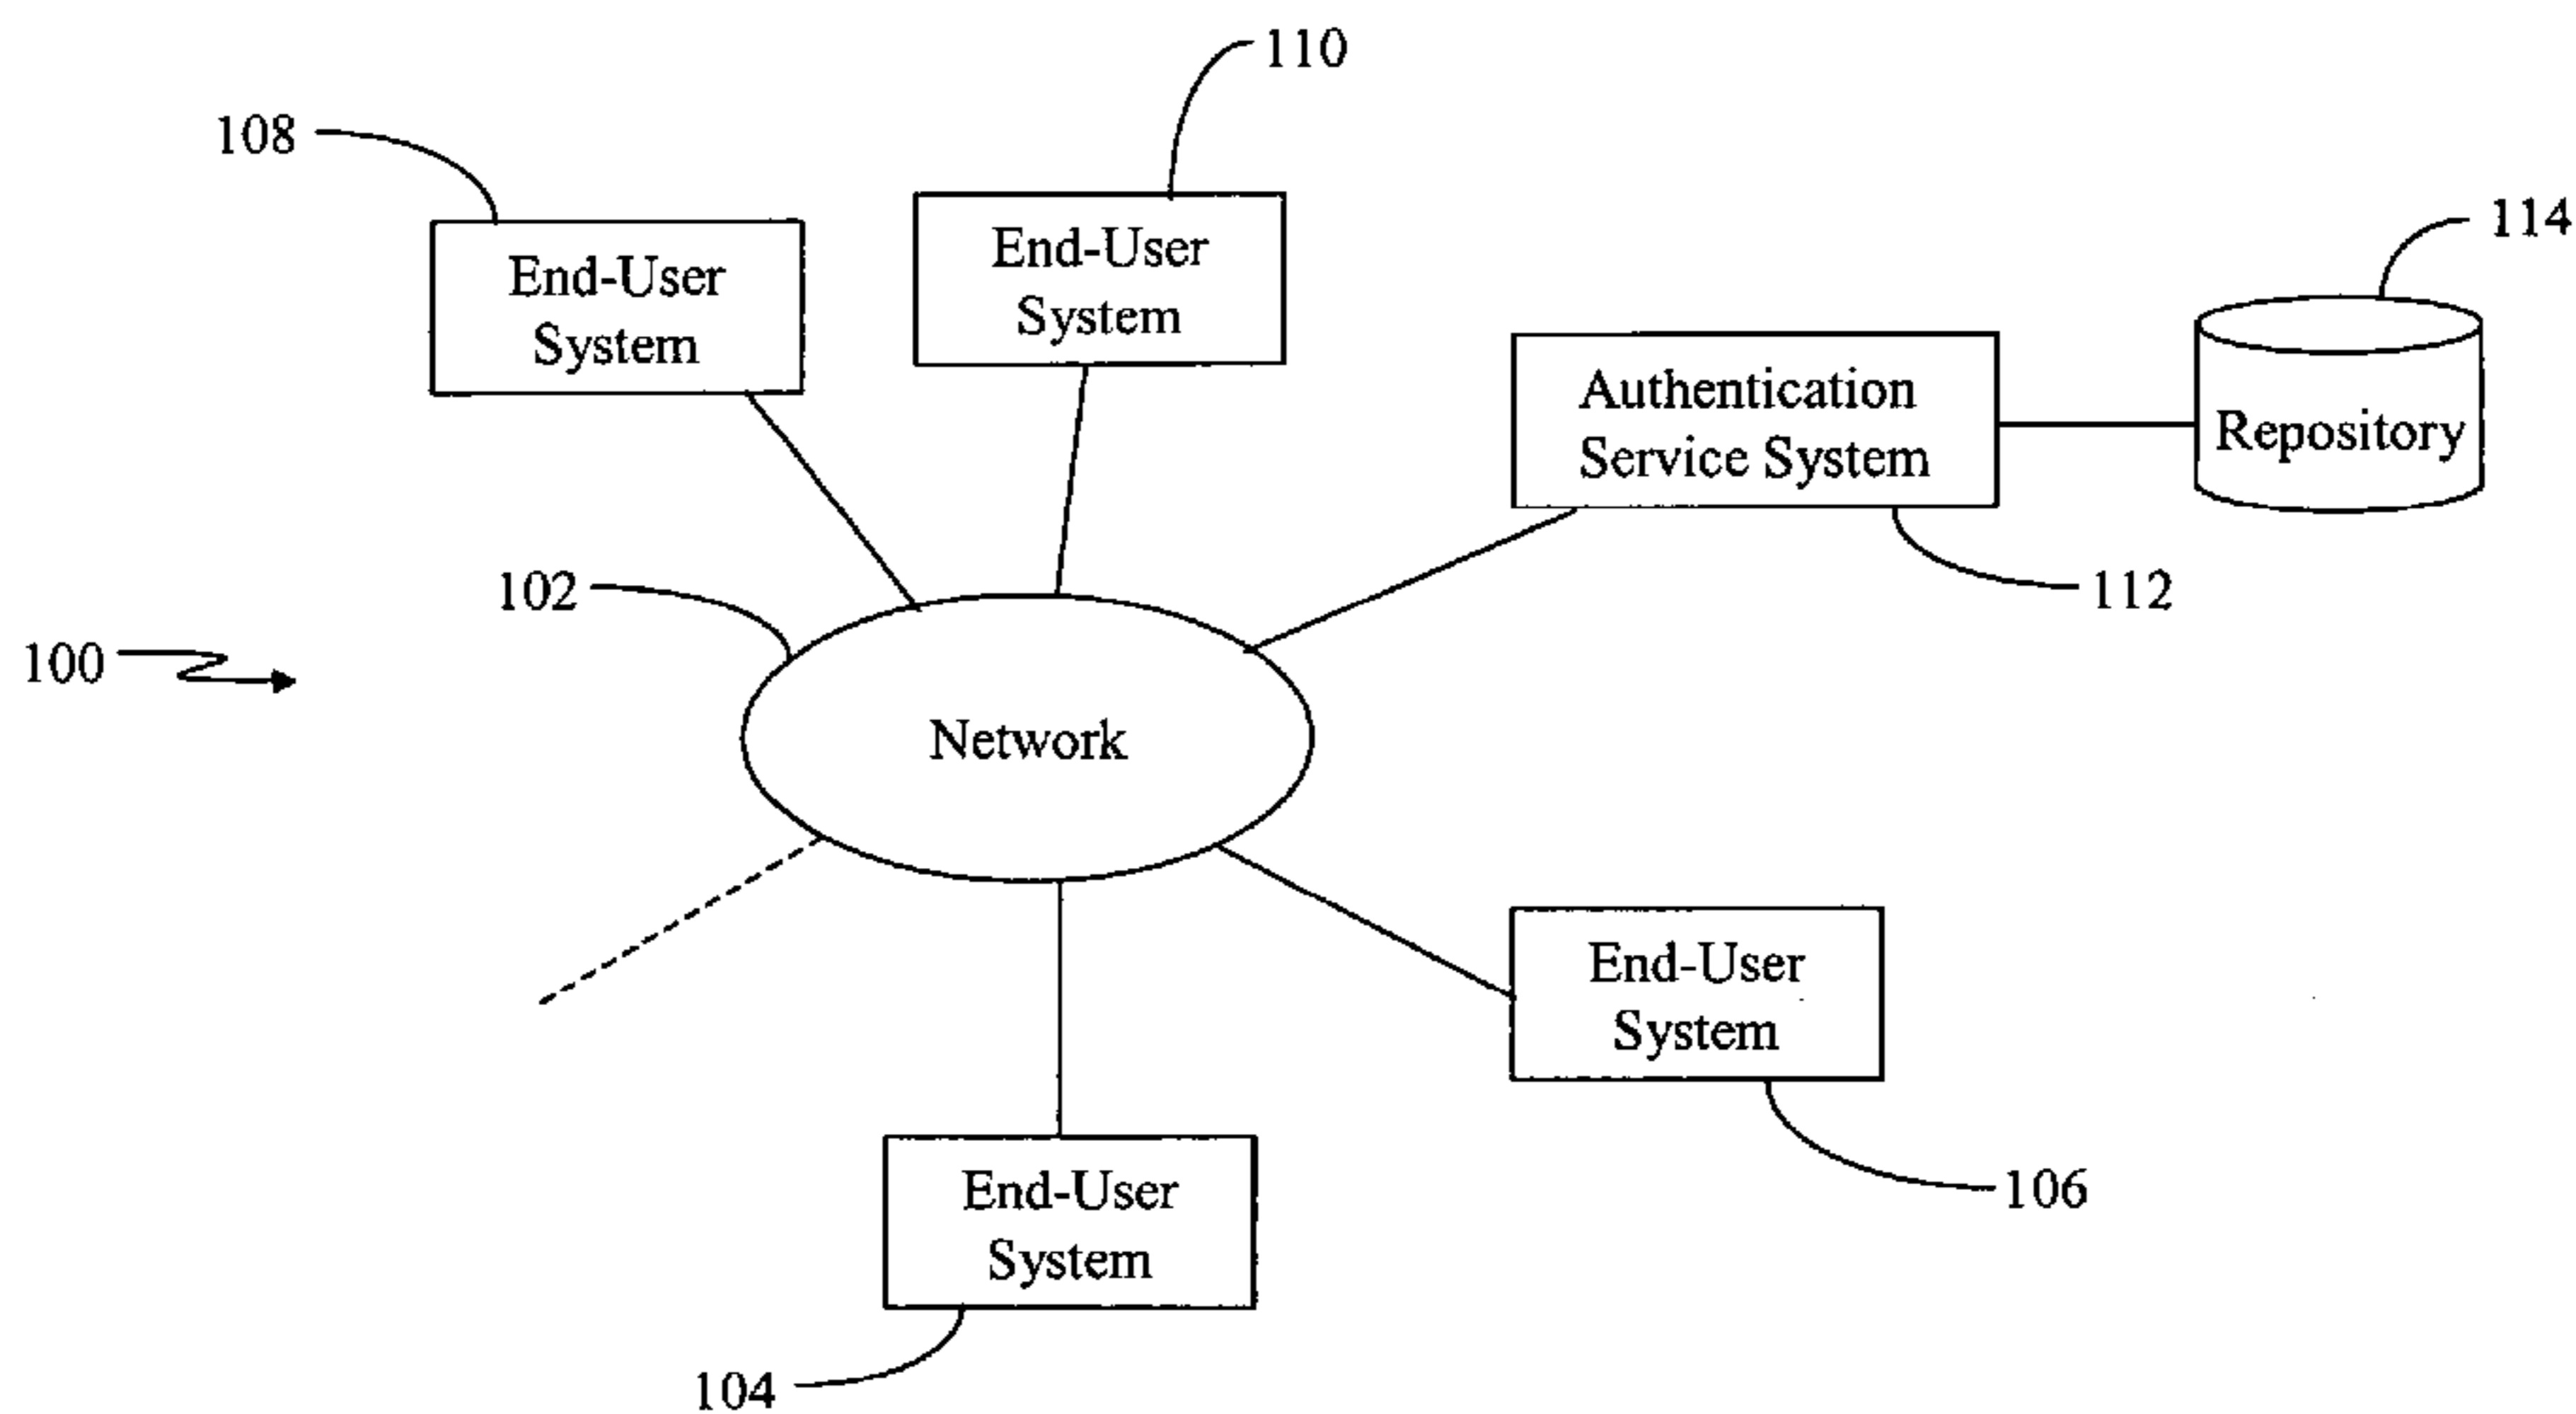 110
108
114
End-User
System
End-User
System
Authentication
Service System
Repository
102
112
100
Network
End-User
System
106
End-User
System
104